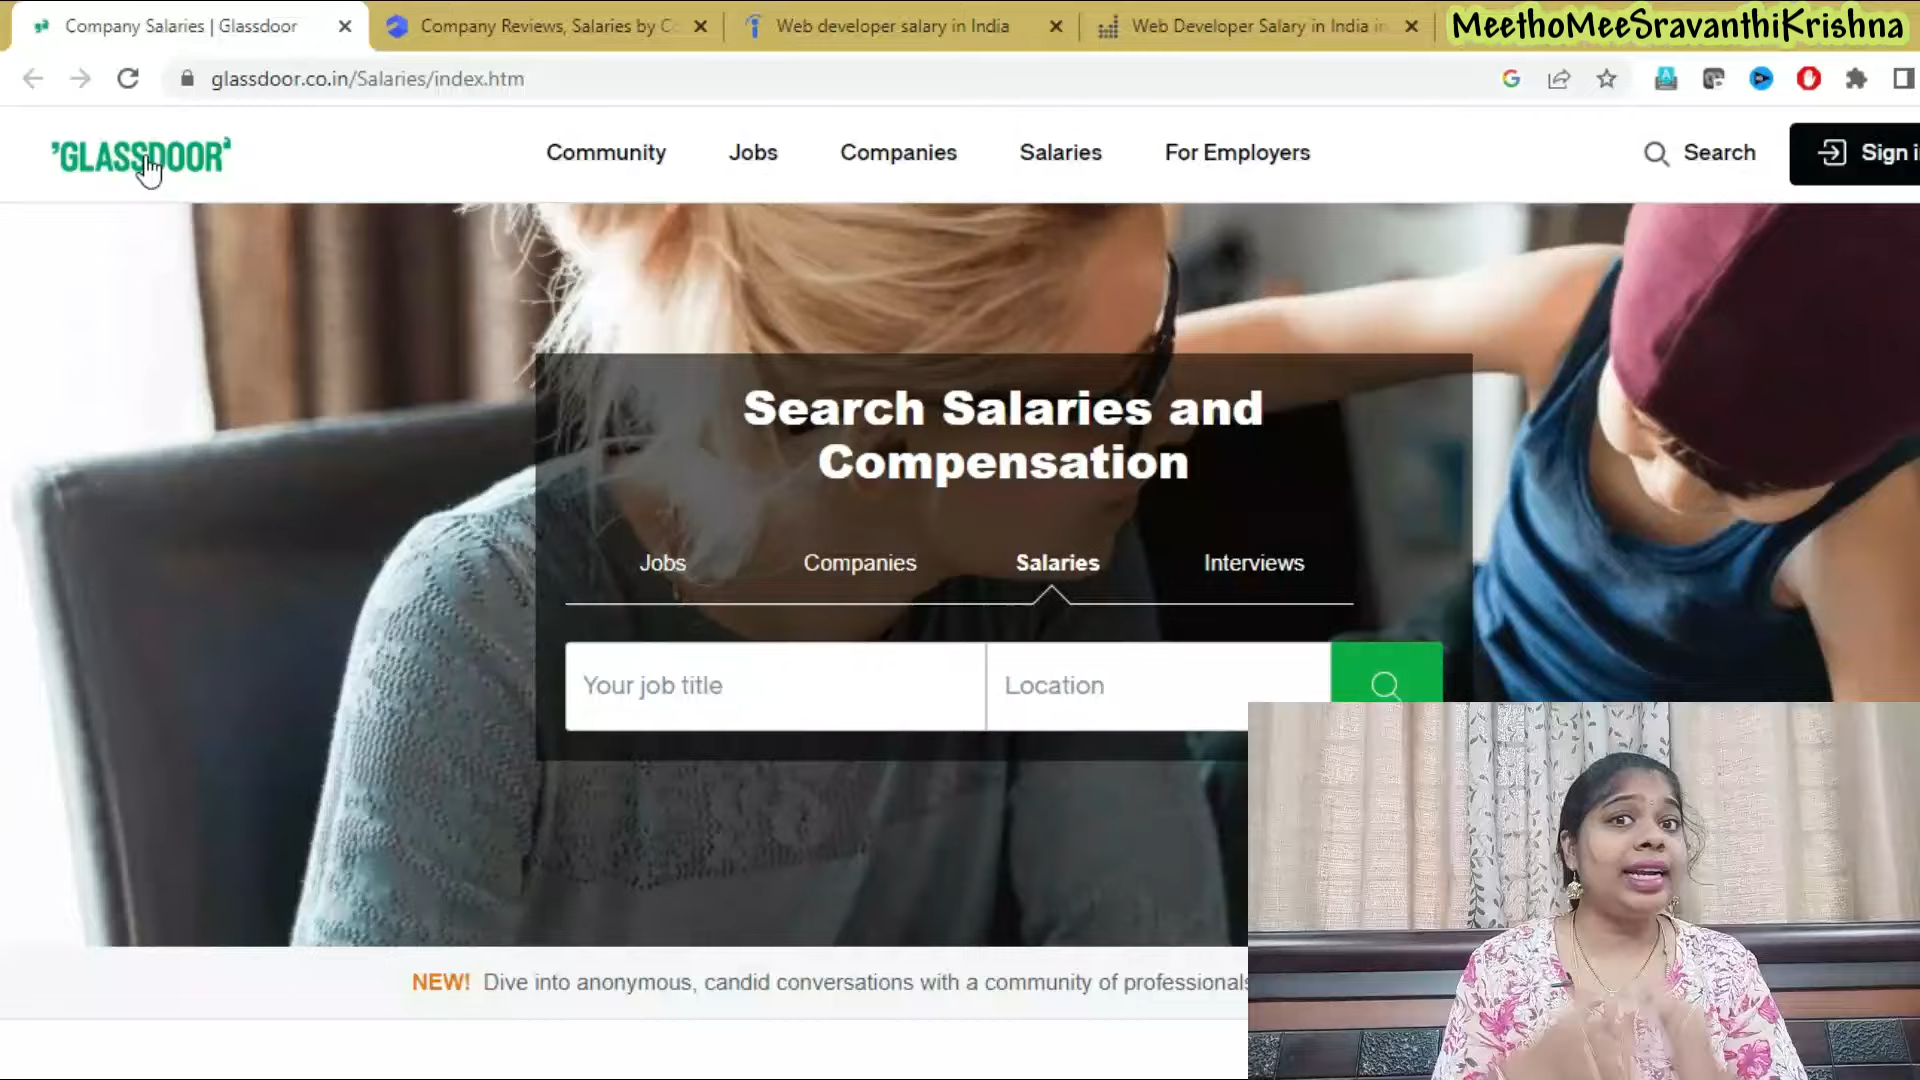 Company Salaries | Glassdoor
Company Reviews, Salaries by C
Web developer salary in India
Web Developer Salary in India in
MeethoMeeSravanthiKrishna
glassdoor.co.in/Salaries/index.htm
GLASSDOOR
Community
Jobs
Companies
Salaries
For Employers
Search
Sign i
Search Salaries and
Compensation
Jobs
Companies
Salaries
Interviews
Your job title
Location
NEW! Dive into anonymous, candid conversations with a community of professionals